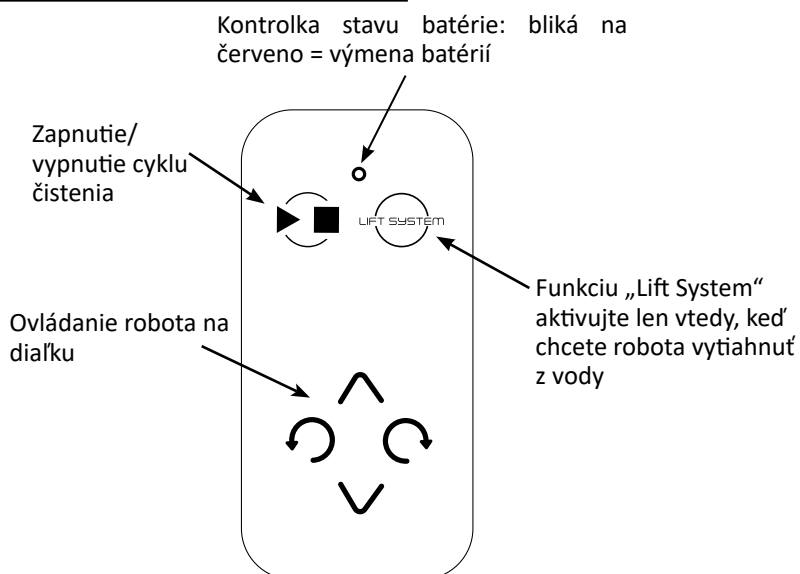 Kontrolka stavu batérie: bliká na
červeno = výmena batérií
Zapnutie/
vypnutie cyklu
čistenia
LIFT SYSTEM
Funkciu „Lift System“
aktivujte len vtedy, keď
chcete robota vytiahnuť
z vody
Ovládanie robota na
diaľku